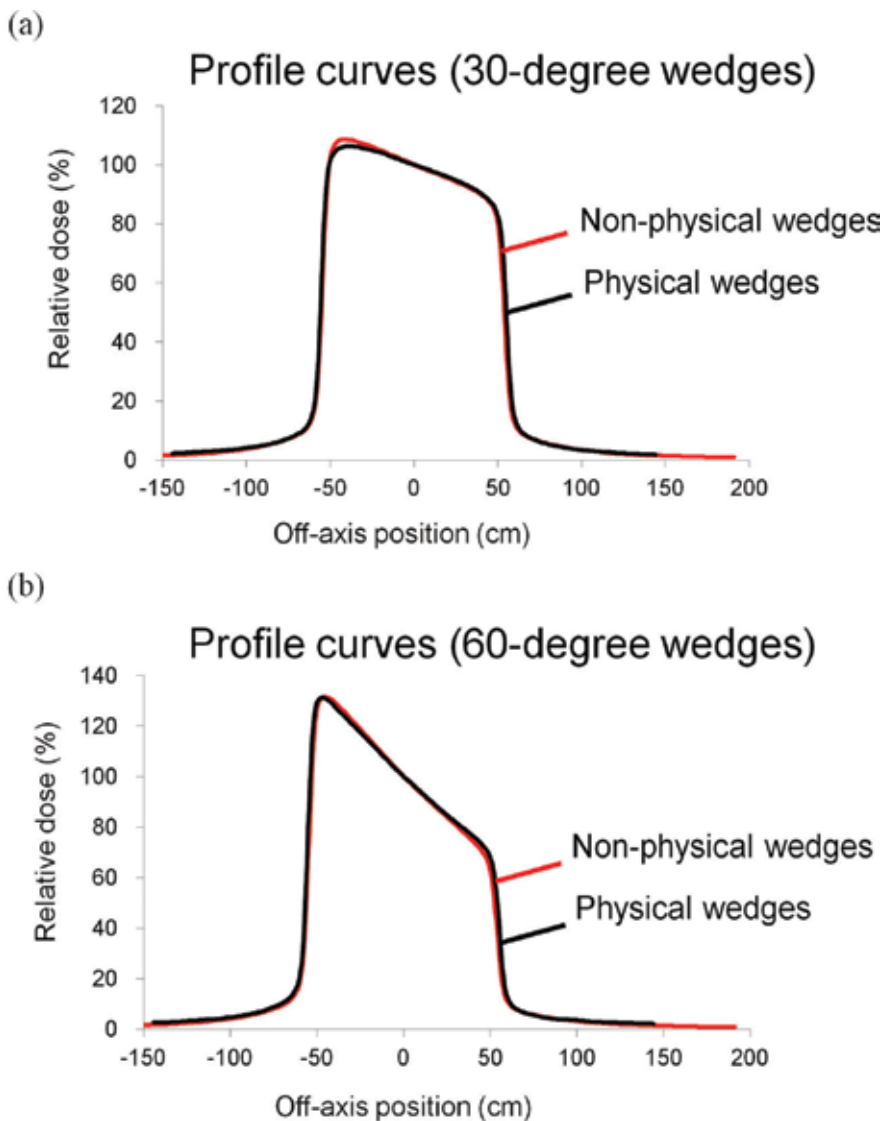 (a)
Profile curves (30-degree wedges)
120
100
80
60
40
20
0
Relative dose (%)
Non-physical wedges
Physical wedges
-150 -100 -50 0 50 100 150 200
Off-axis position (cm)
(b)
Profile curves (60-degree wedges)
140
120
100
80
60
40
20
0
Relative dose (%)
Non-physical wedges
Physical wedges
-150 -100 -50 0 50 100 150 200
Off-axis position (cm)